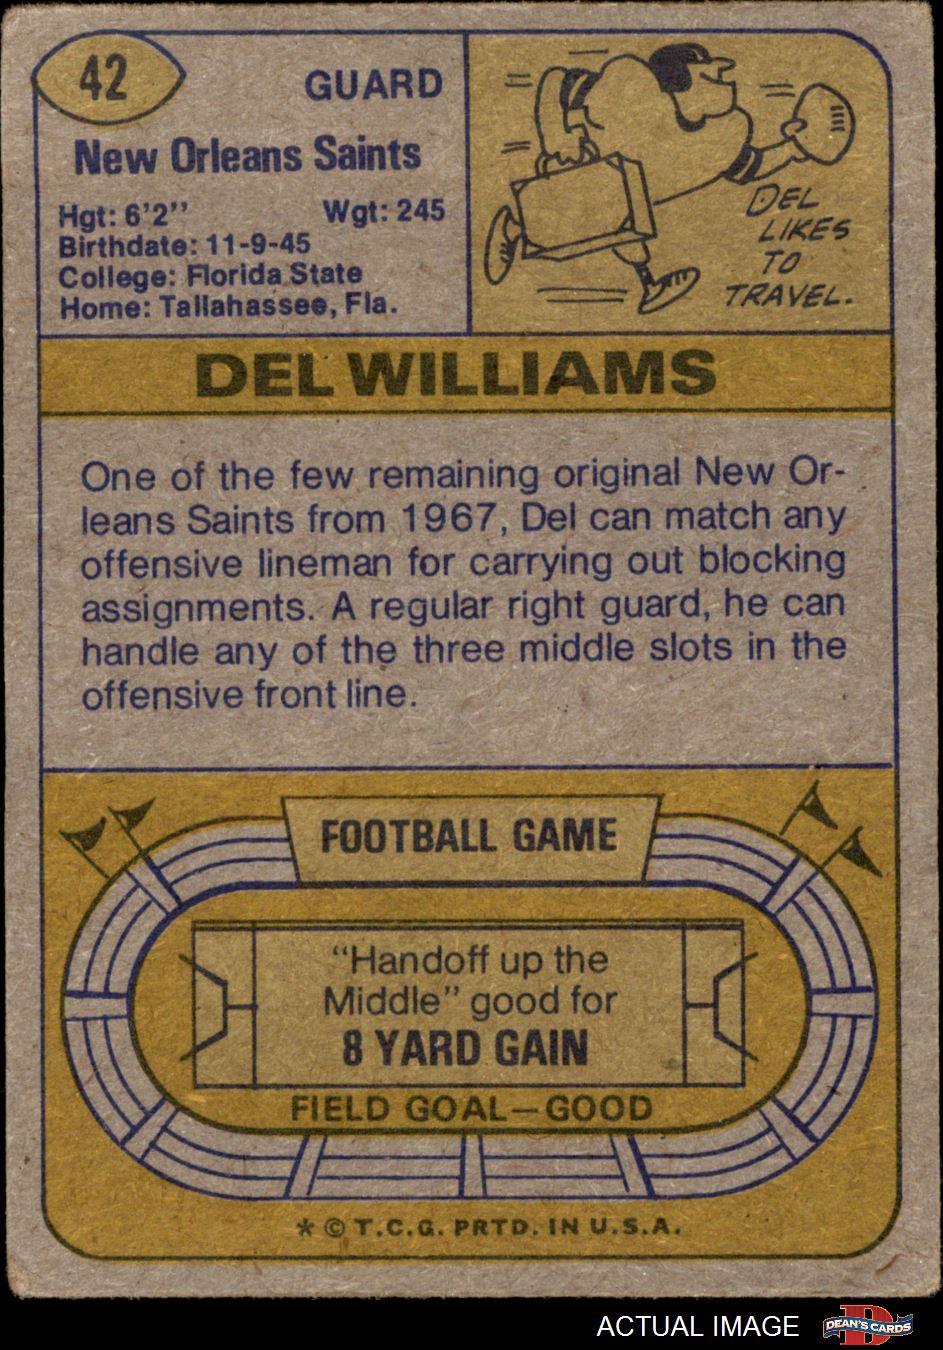 42
GUARD
New Orleans Saints
Hgt: 6'2" Wgt: 245
Birthdate: 11-9-45
College: Florida State
Home: Tallahassee, Fla.
DEL
LIKES
TO
TRAVEL.
DEL WILLIAMS
One of the few remaining original New Or-
leans Saints from 1967, Del can match any
offensive lineman for carrying out blocking
assignments. A regular right guard, he can
handle any of the three middle slots in the
offensive front line.
FOOTBALL GAME
"Handoff up the
Middle" good for
8 YARD GAIN
FIELD GOAL—GOOD
* © T.C.G. PRTD. IN U.S.A.
ACTUAL IMAGE
DEAN'S CARDS